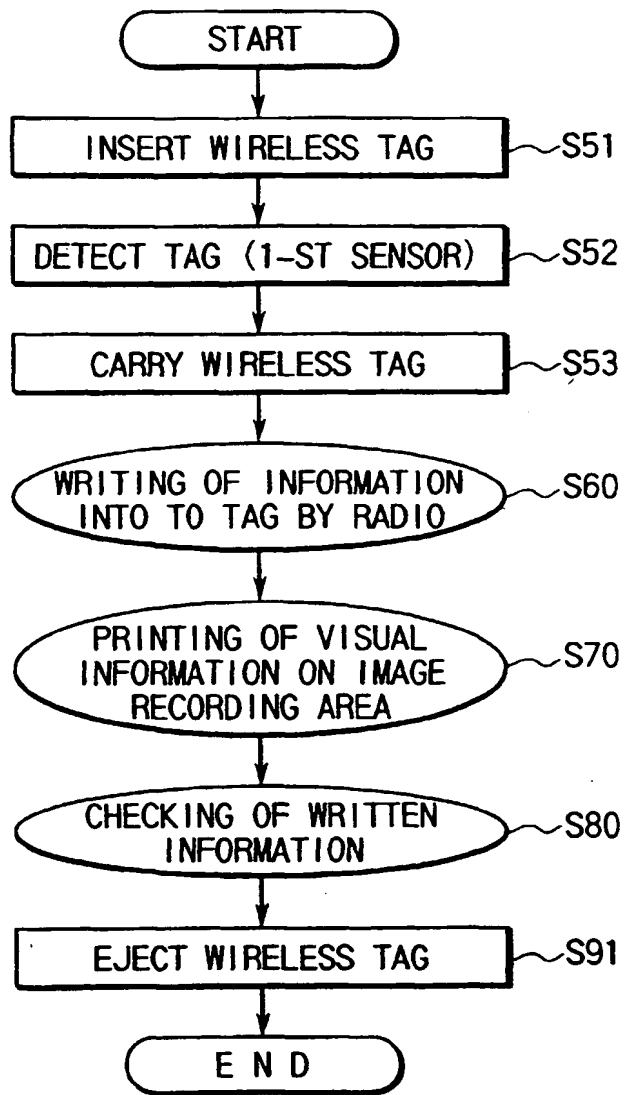 START
INSERT WIRELESS TAG
S51
DETECT TAG (1-ST SENSOR)
S52
CARRY WIRELESS TAG
S53
WRITING OF INFORMATION
INTO TO TAG BY RADIO
S60
PRINTING OF VISUAL
INFORMATION ON IMAGE
RECORDING AREA
S70
CHECKING OF WRITTEN
INFORMATION
S80
EJECT WIRELESS TAG
S91
END